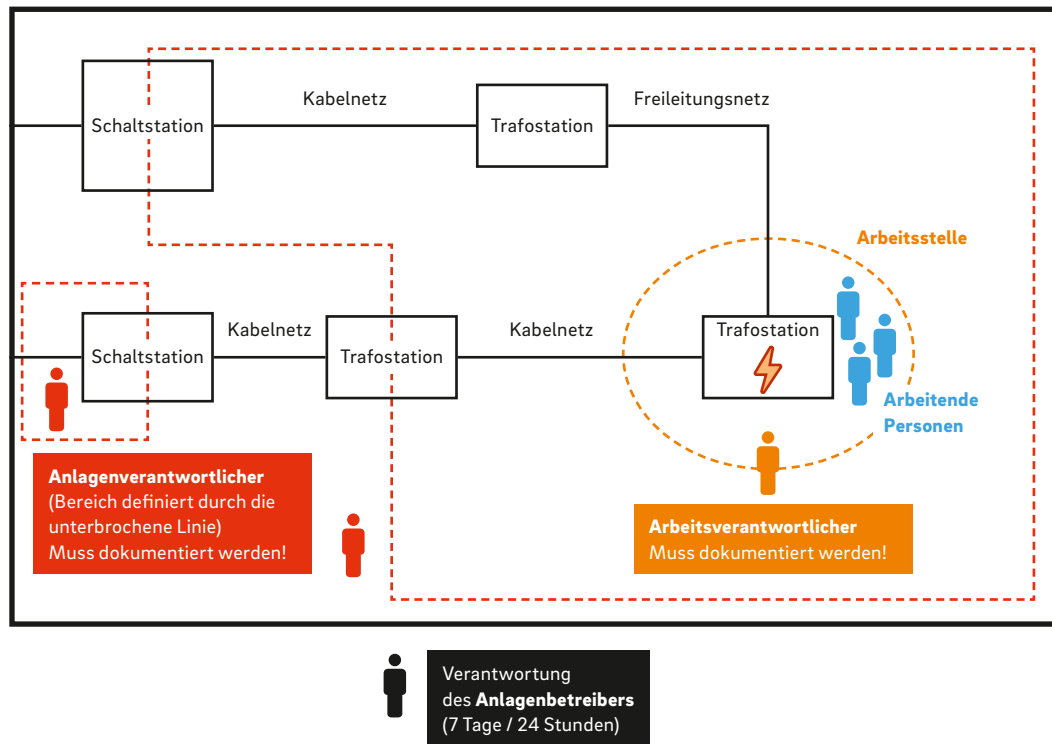 Kabelnetz
Freileitungsnetz
Schaltstation
Trafostation
Arbeitsstelle
Kabelnetz
Kabelnetz
Schaltstation
Trafostation
Trafostation
Arbeitende
Personen
Anlagenverantwortlicher
(Bereich definiert durch die
unterbrochene Linie)
Muss dokumentiert werden!
Arbeitsverantwortlicher
Muss dokumentiert werden!
Verantwortung
des Anlagenbetreibers
(7 Tage / 24 Stunden)